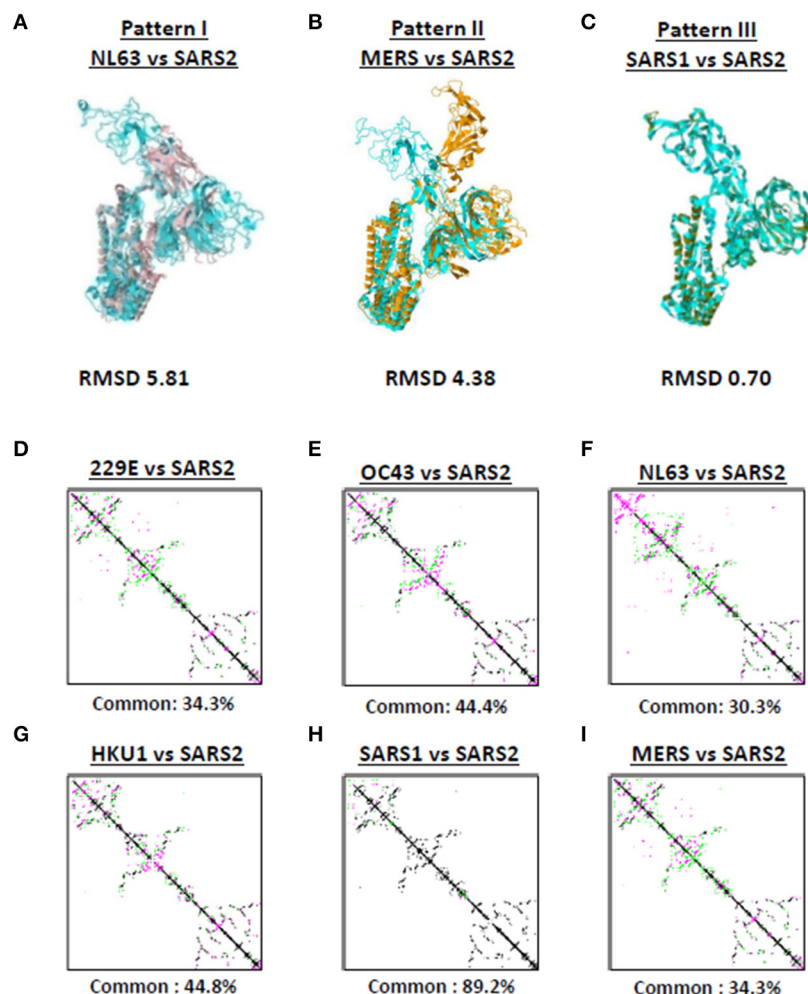 A
Pattern I
NL63 vs SARS2
B
Pattern II
MERS vs SARS2
C
Pattern III
SARS1 vs SARS2
RMSD 5.81
RMSD 4.38
RMSD 0.70
D
229E vs SARS2
E
OC43 vs SARS2
F
NL63 vs SARS2
Common: 34.3%
Common: 44.4%
Common: 30.3%
G
HKU1 vs SARS2
H
SARS1 vs SARS2
I
MERS vs SARS2
Common : 44.8%
Common : 89.2%
Common : 34.3%